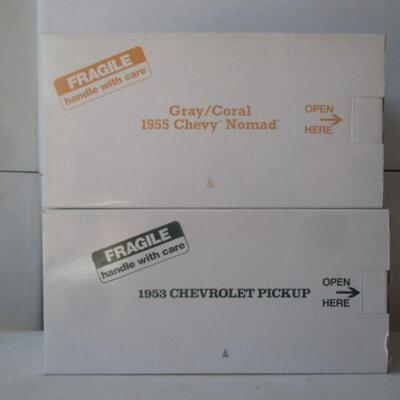 FRAGILE
handle with care
Gray/Coral
1955 Chevy® Nomad®
OPEN
HERE
FRAGILE
handle with care
1953 CHEVROLET PICKUP
OPEN
HERE